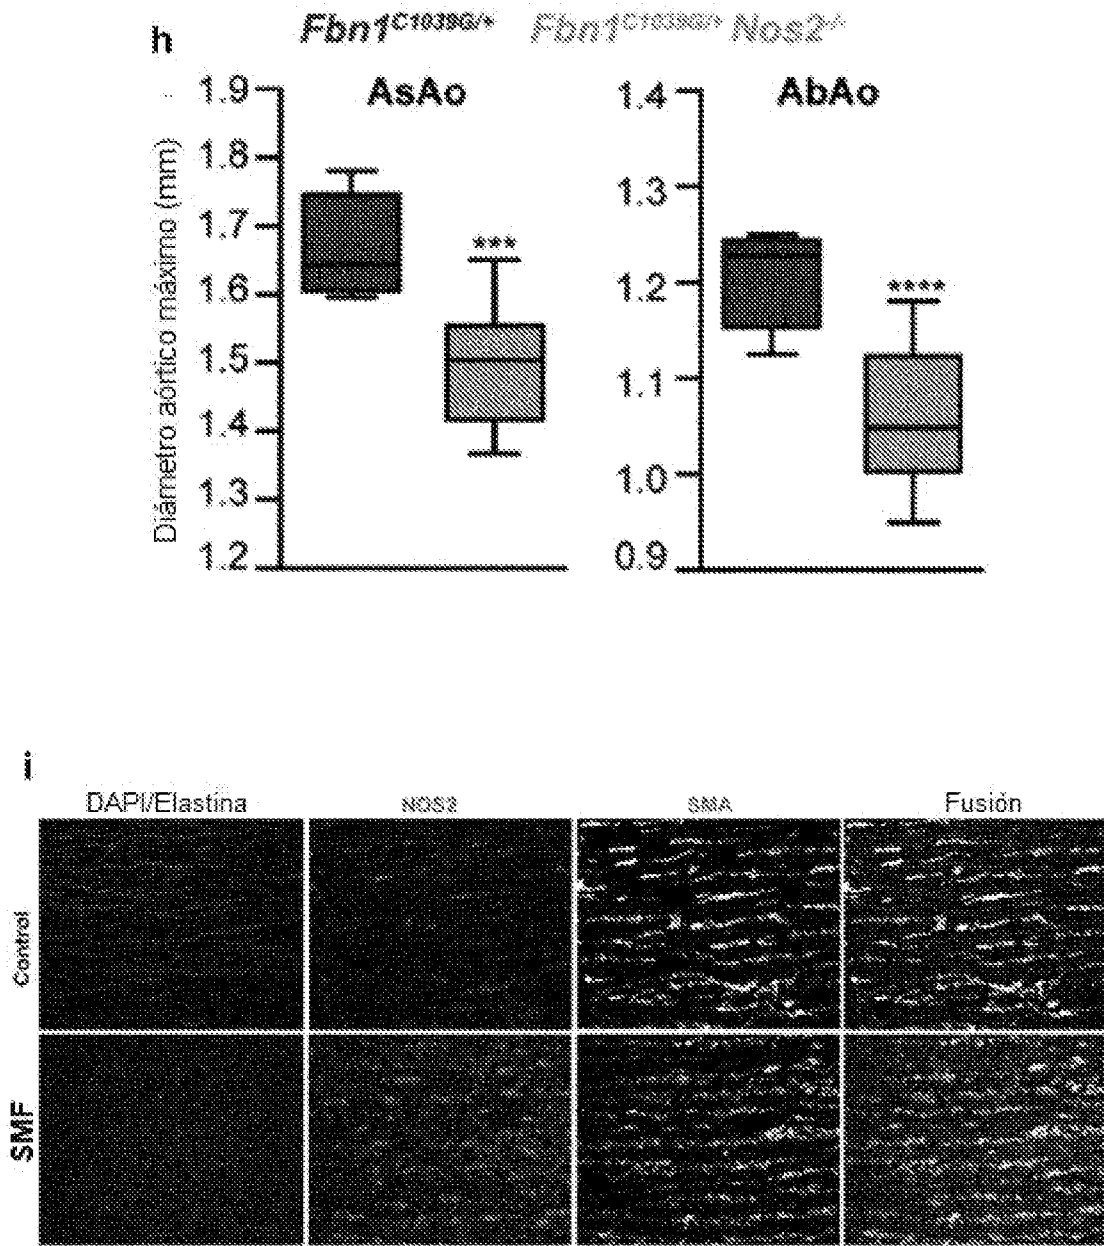 h
Fbn1C1039G/+ Fbn1C1039G/+ Nos2-/-
AsAo
AbAo
Diámetro aórtico máximo (mm)
1.9
1.8
1.7
1.6
1.5
1.4
1.3
1.2
***
1.4
1.3
1.2
1.1
1.0
0.9
****
i
DAPI/Elastina NOS2 SMA Fusión
Control
SMF